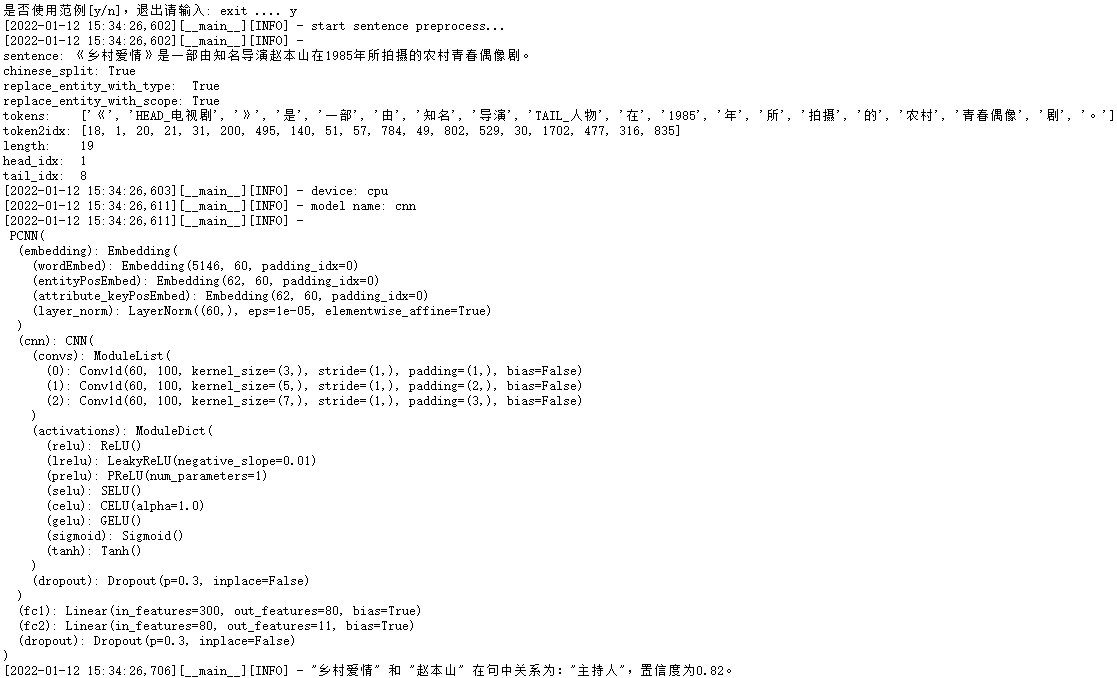 是否使用范例[y/n]，退出请输入: exit .... y
[2022-01-12 15:34:26,602][__main__][INFO] - start sentence preprocess...
[2022-01-12 15:34:26,602][__main__][INFO] -
sentence: 《乡村爱情》是一部由知名导演赵本山在1985年所拍摄的农村青春偶像剧。
chinese_split: True
replace_entity_with_type:  True
replace_entity_with_scope: True
tokens:    ['《', 'HEAD_电视剧', '》', '是', '一部', '由', '知名', '导演', 'TAIL_人物', '在', '1985', '年', '所', '拍摄', '的', '农村', '青春偶像', '剧', '。']
token2idx: [18, 1, 20, 21, 31, 200, 495, 140, 51, 57, 784, 49, 802, 529, 30, 1702, 477, 316, 835]
length:    19
head_idx:  1
tail_idx:  8
[2022-01-12 15:34:26,603][__main__][INFO] - device: cpu
[2022-01-12 15:34:26,611][__main__][INFO] - model name: cnn
[2022-01-12 15:34:26,611][__main__][INFO] -
 PCNN(
  (embedding): Embedding(
    (wordEmbed): Embedding(5146, 60, padding_idx=0)
    (entityPosEmbed): Embedding(62, 60, padding_idx=0)
    (attribute_keyPosEmbed): Embedding(62, 60, padding_idx=0)
    (layer_norm): LayerNorm((60,), eps=1e-05, elementwise_affine=True)
  )
  (cnn): CNN(
    (convs): ModuleList(
      (0): Conv1d(60, 100, kernel_size=(3,), stride=(1,), padding=(1,), bias=False)
      (1): Conv1d(60, 100, kernel_size=(5,), stride=(1,), padding=(2,), bias=False)
      (2): Conv1d(60, 100, kernel_size=(7,), stride=(1,), padding=(3,), bias=False)
    )
    (activations): ModuleDict(
      (relu): ReLU()
      (lrelu): LeakyReLU(negative_slope=0.01)
      (prelu): PReLU(num_parameters=1)
      (selu): SELU()
      (celu): CELU(alpha=1.0)
      (gelu): GELU()
      (sigmoid): Sigmoid()
      (tanh): Tanh()
    )
    (dropout): Dropout(p=0.3, inplace=False)
  )
  (fc1): Linear(in_features=300, out_features=80, bias=True)
  (fc2): Linear(in_features=80, out_features=11, bias=True)
  (dropout): Dropout(p=0.3, inplace=False)
)
[2022-01-12 15:34:26,706][__main__][INFO] - "乡村爱情" 和 "赵本山" 在句中关系为："主持人"，置信度为0.82。